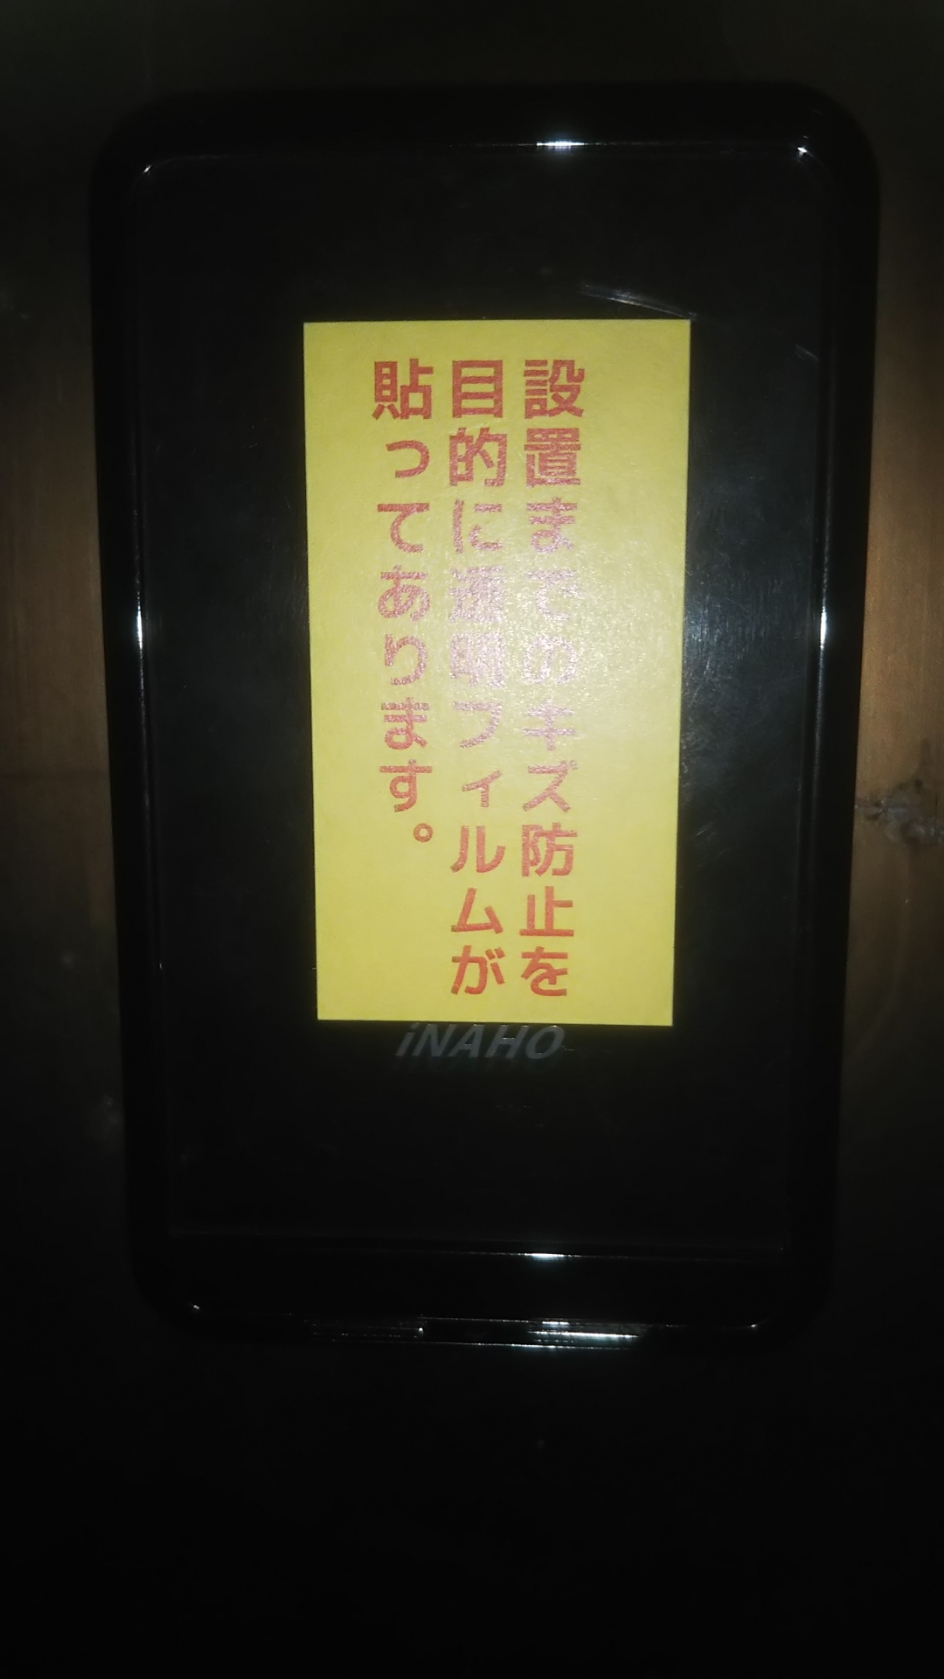 設置までのキズ防止を
目的に透明フィルムが
貼ってあります。
iNAHO